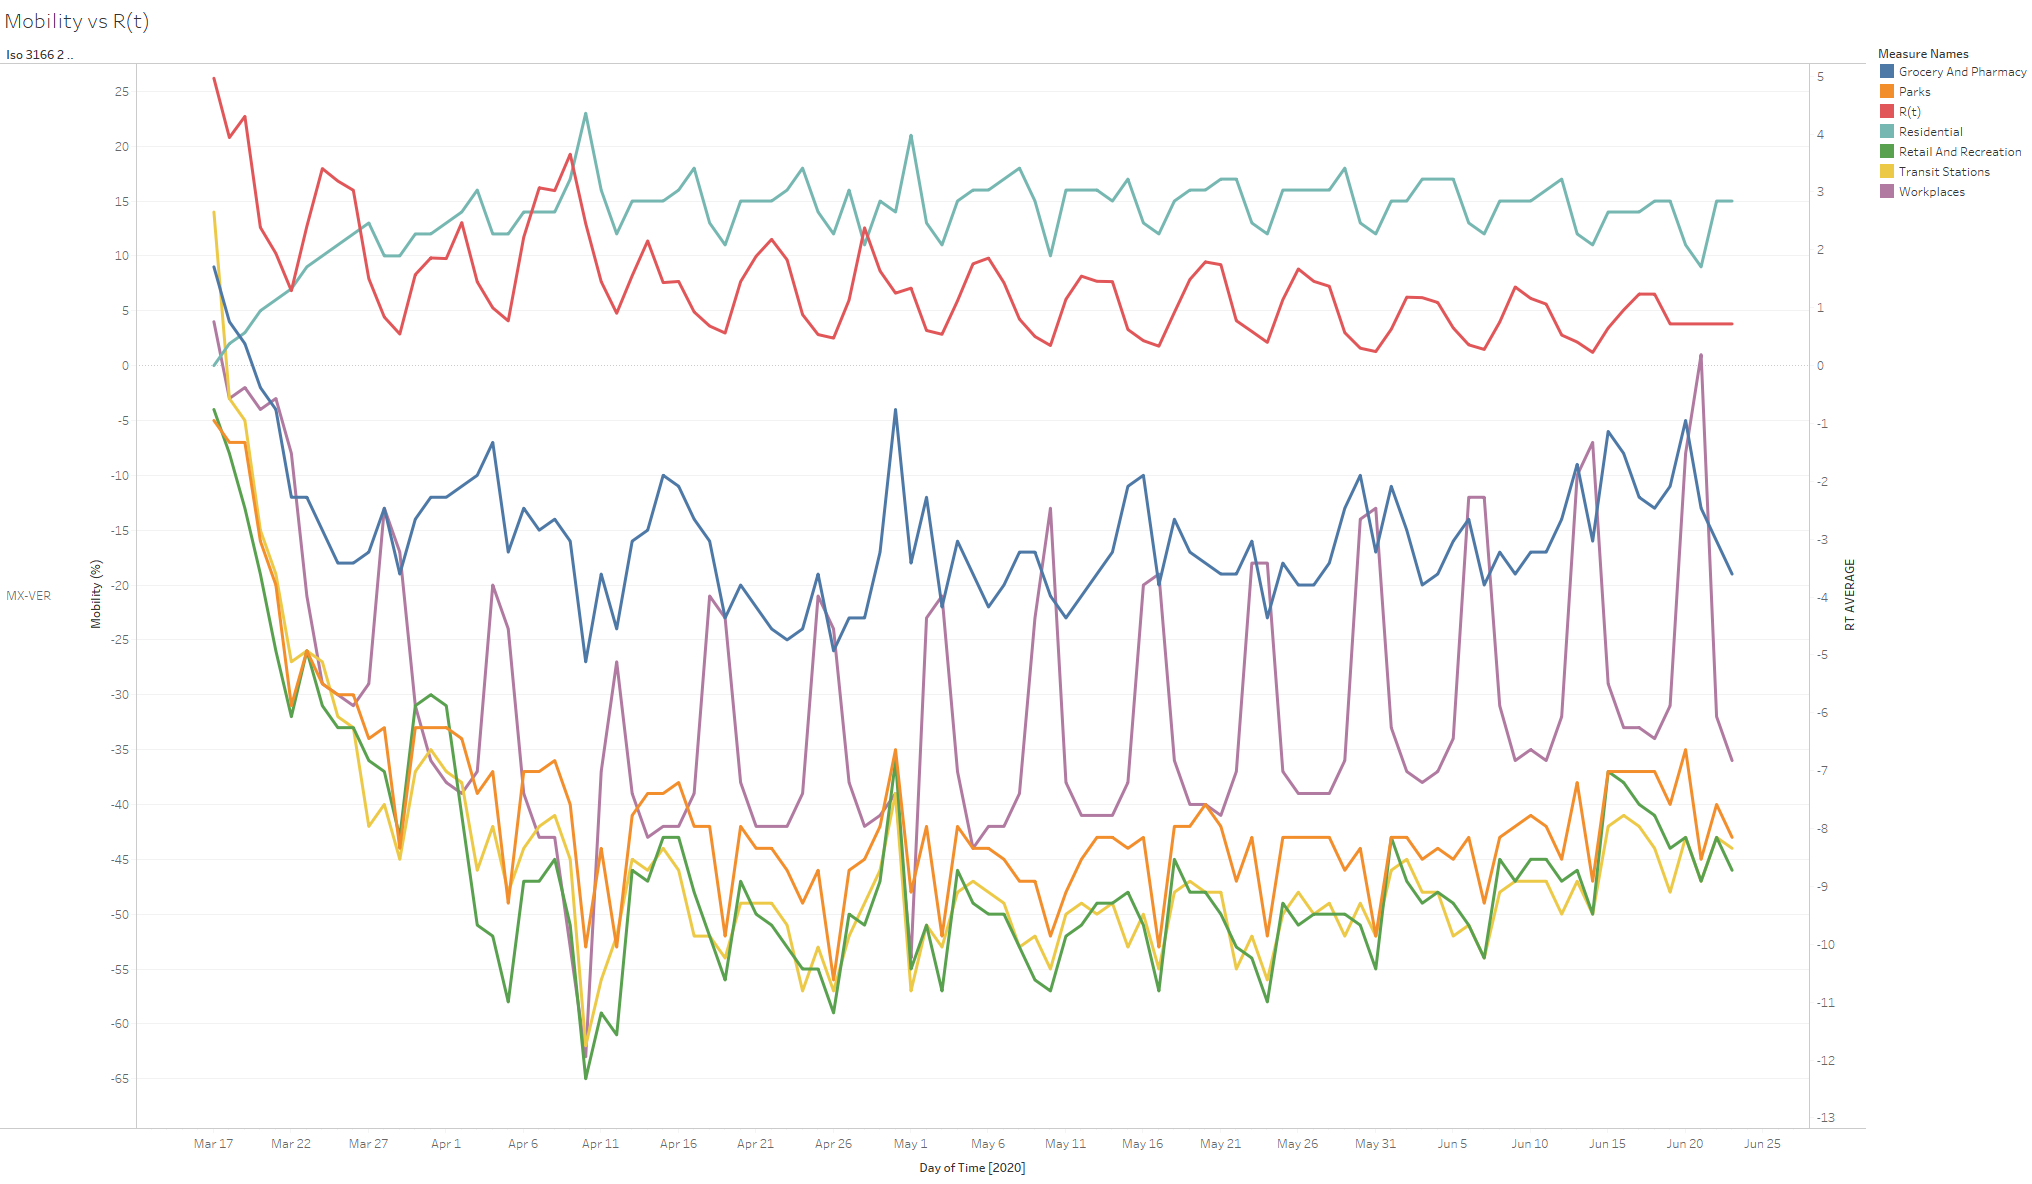 Mobility vs R(t)
Iso 3166 2 ..
Measure Names
Grocery And Pharmacy
Parks
R(t)
Residential
Retail And Recreation
Transit Stations
Workplaces
MX-VER
Mobility (%)
25
20
15
10
5
0
-5
-10
-15
-20
-25
-30
-35
-40
-45
-50
-55
-60
-65
5
4
3
2
1
0
-1
-2
-3
-4
-5
-6
-7
-8
-9
-10
-11
-12
-13
RT AVERAGE
Mar 17 Mar 22 Mar 27 Apr 1 Apr 6 Apr 11 Apr 16 Apr 21 Apr 26 May 1 May 6 May 11 May 16 May 21 May 26 May 31 Jun 5 Jun 10 Jun 15 Jun 20 Jun 25
Day of Time [2020]